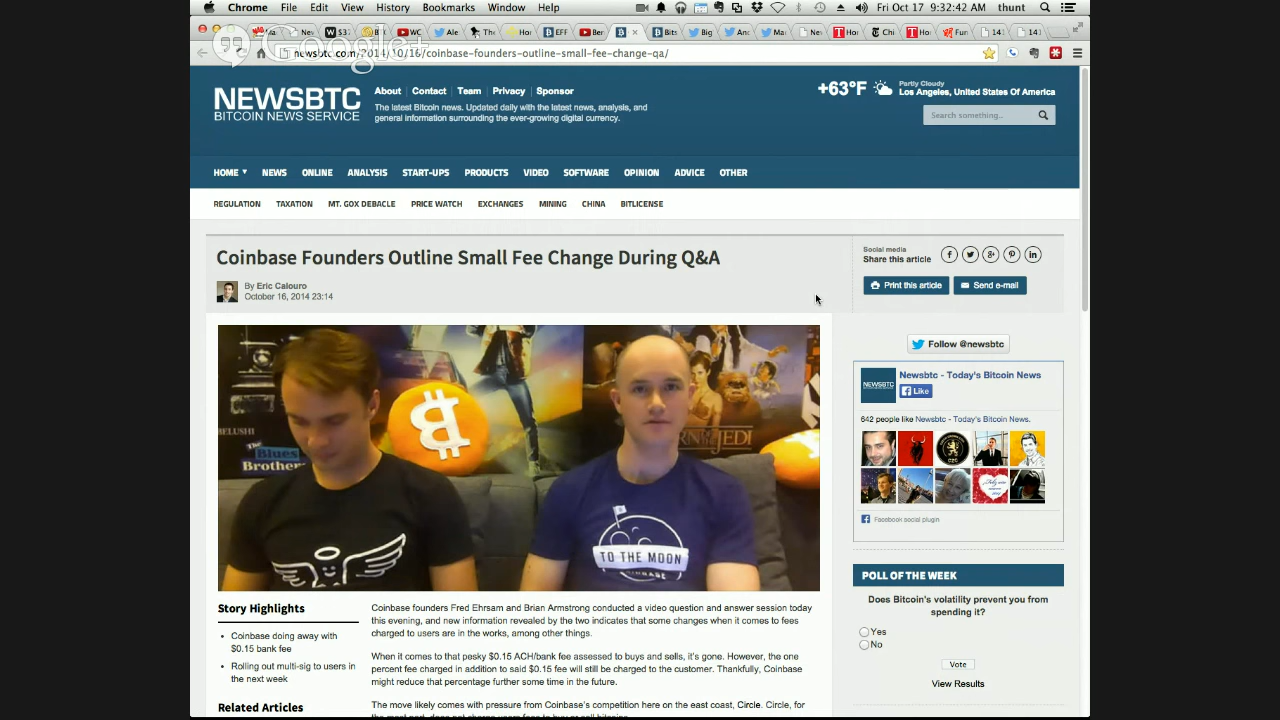 Chrome File Edit View History Bookmarks Window Help
Fri Oct 17 9:32:42 AM thunt
Google+
newsbtc.com/2014/10/16/coinbase-founders-outline-small-fee-change-qa/
NEWSBTC
BITCOIN NEWS SERVICE
About Contact Team Privacy Sponsor
The latest Bitcoin news. Updated daily with the latest news, analysis, and
general information surrounding the ever-growing digital currency.
+63°F
Partly Cloudy
Los Angeles, United States Of America
Search something...
HOME NEWS ONLINE ANALYSIS START-UPS PRODUCTS VIDEO SOFTWARE OPINION ADVICE OTHER
REGULATION TAXATION MT. GOX DEBACLE PRICE WATCH EXCHANGES MINING CHINA BITLICENSE
Coinbase Founders Outline Small Fee Change During Q&A
By Eric Calouro
October 16, 2014 23:14
Social media
Share this article
Print this article
Send e-mail
BELUSHI
The
Blues
Brothers
JEDI
TO THE MOON
Follow @newsbtc
NEWSBTC
Newsbtc - Today's Bitcoin News
Like
642 people like Newsbtc - Today's Bitcoin News.
Facebook social plugin
POLL OF THE WEEK
Does Bitcoin's volatility prevent you from
spending it?
Yes
No
Vote
View Results
Story Highlights
Coinbase doing away with
$0.15 bank fee
Rolling out multi-sig to users in
the next week
Related Articles
Coinbase founders Fred Ehrsam and Brian Armstrong conducted a video question and answer session today
this evening, and new information revealed by the two indicates that some changes when it comes to fees
charged to users are in the works, among other things.
When it comes to that pesky $0.15 ACH/bank fee assessed to buys and sells, it's gone. However, the one
percent fee charged in addition to said $0.15 fee will still be charged to the customer. Thankfully, Coinbase
might reduce that percentage further some time in the future.
The move likely comes with pressure from Coinbase's competition here on the east coast, Circle. Circle, for